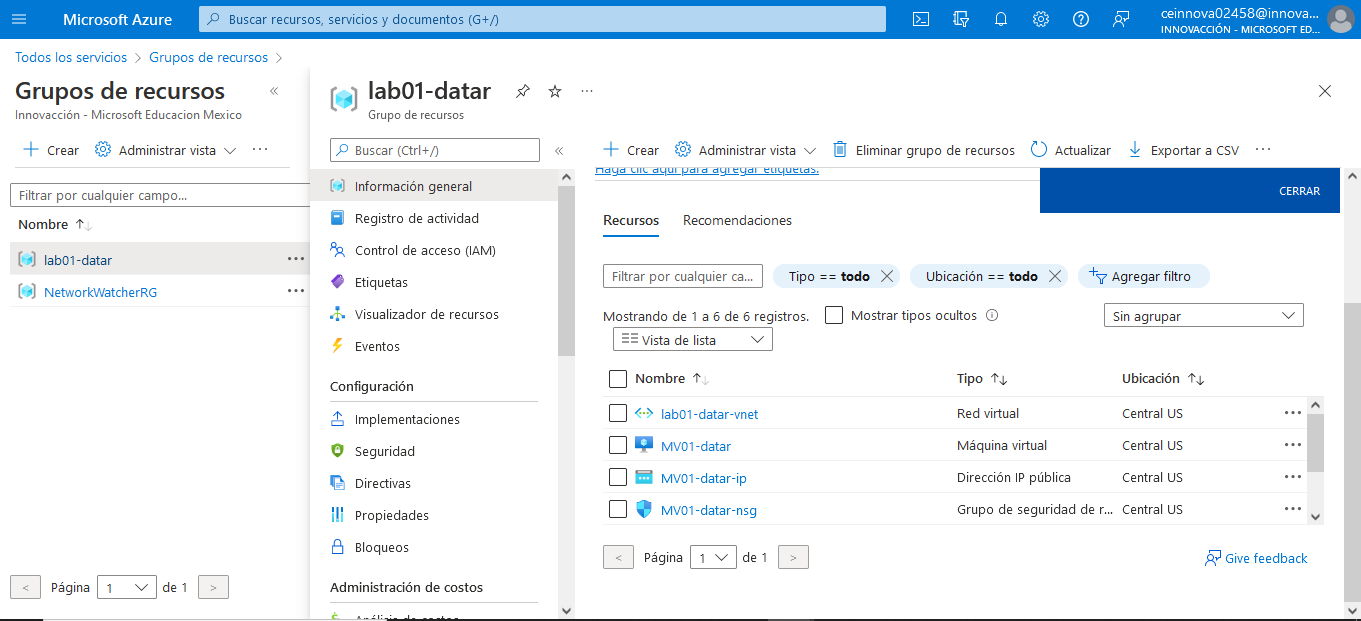 Microsoft Azure
Buscar recursos, servicios y documentos (G+/)
ceinnova02458@innova...
INNOVACCIÓN - MICROSOFT ED...
Todos los servicios > Grupos de recursos >
Grupos de recursos «
Innovacción - Microsoft Educacion Mexico
+ Crear Administrar vista ...
Filtrar por cualquier campo...
Nombre ↑↓
lab01-datar ...
NetworkWatcherRG ...
< Página 1 de 1 >
lab01-datar ...
Grupo de recursos
Buscar (Ctrl+/) «
Información general
Registro de actividad
Control de acceso (IAM)
Etiquetas
Visualizador de recursos
Eventos
Configuración
Implementaciones
Seguridad
Directivas
Propiedades
Bloqueos
Administración de costos
Análisis de costos
+ Crear Administrar vista Eliminar grupo de recursos Actualizar Exportar a CSV ...
Haga clic aquí para agregar etiquetas.
CERRAR
Recursos Recomendaciones
Filtrar por cualquier ca... Tipo == todo × Ubicación == todo × Agregar filtro
Mostrando de 1 a 6 de 6 registros. Mostrar tipos ocultos Sin agrupar
Vista de lista
Nombre ↑↓ Tipo ↑↓ Ubicación ↑↓
lab01-datar-vnet Red virtual Central US ...
MV01-datar Máquina virtual Central US ...
MV01-datar-ip Dirección IP pública Central US ...
MV01-datar-nsg Grupo de seguridad de r... Central US ...
< Página 1 de 1 >
Give feedback